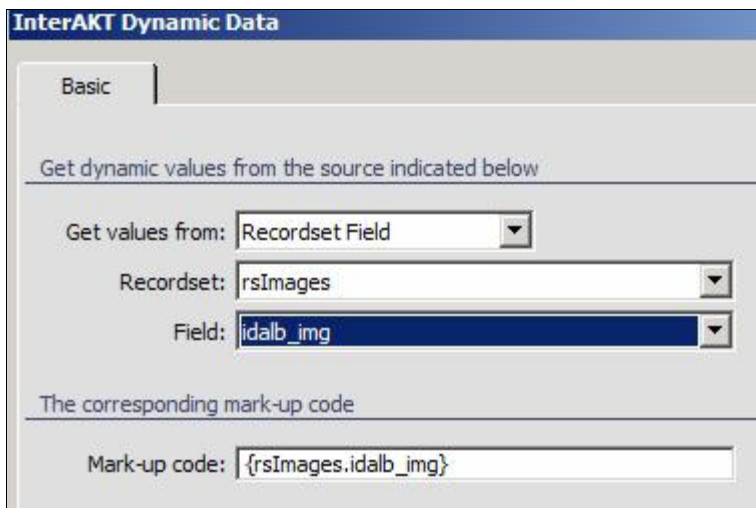 InterAKT Dynamic Data
Basic
Get dynamic values from the source indicated below
Get values from: Recordset Field
Recordset: rsImages
Field: idalb_img
The corresponding mark-up code
Mark-up code: {rsImages.idalb_img}